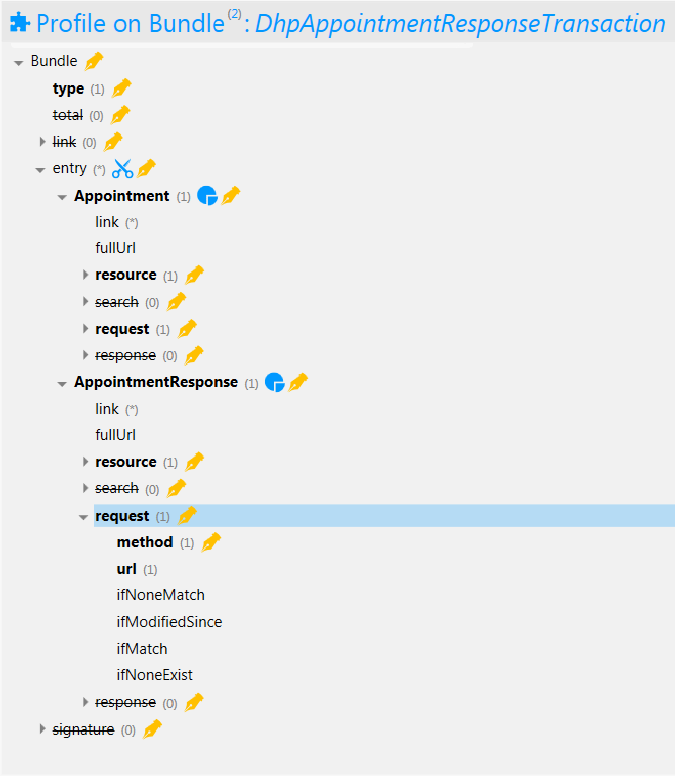 Profile on Bundle (2) : DhpAppointmentResponseTransaction
Bundle
type (1)
total (0)
link (0)
entry (*)
Appointment (1)
link (*)
fullUrl
resource (1)
search (0)
request (1)
response (0)
AppointmentResponse (1)
link (*)
fullUrl
resource (1)
search (0)
request (1)
method (1)
url (1)
ifNoneMatch
ifModifiedSince
ifMatch
ifNoneExist
response (0)
signature (0)